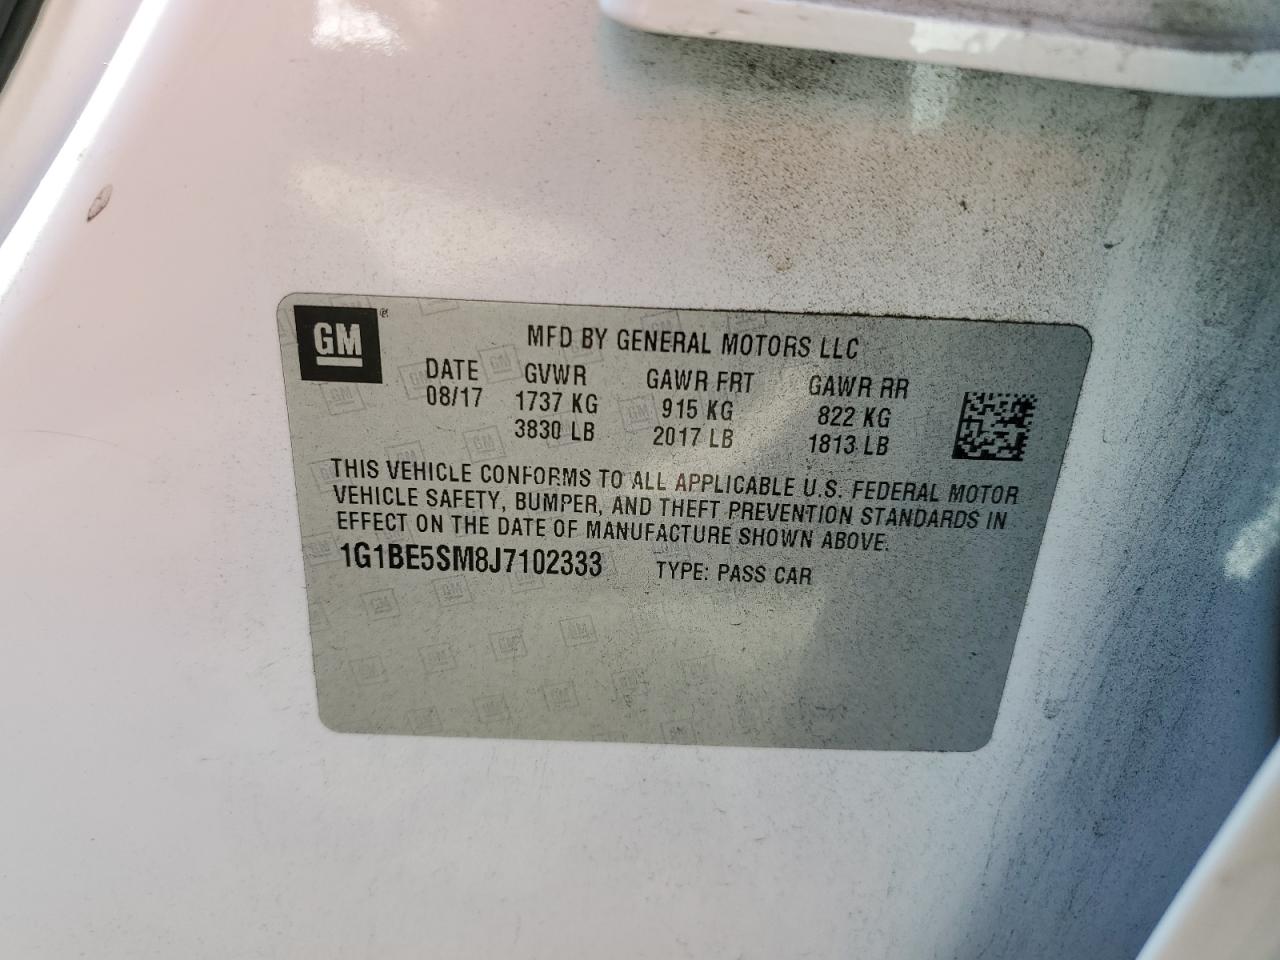 GM®
MFD BY GENERAL MOTORS LLC
DATE GVWR GAWR FRT GAWR RR
08/17 1737 KG 915 KG 822 KG
3830 LB 2017 LB 1813 LB
THIS VEHICLE CONFORMS TO ALL APPLICABLE U.S. FEDERAL MOTOR
VEHICLE SAFETY, BUMPER, AND THEFT PREVENTION STANDARDS IN
EFFECT ON THE DATE OF MANUFACTURE SHOWN ABOVE.
1G1BE5SM8J7102333 TYPE: PASS CAR